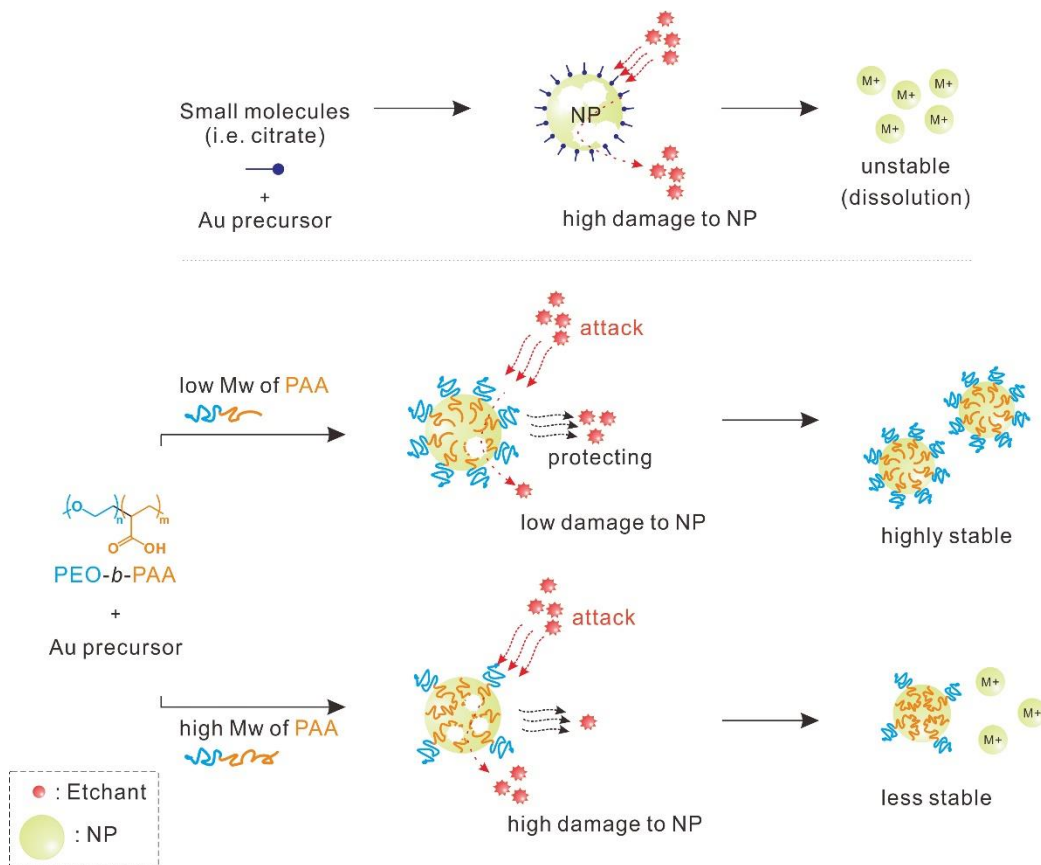 Small molecules
(i.e. citrate)
+
Au precursor
NP
high damage to NP
M+
M+
M+
M+
M+
unstable
(dissolution)
low Mw of PAA
attack
protecting
low damage to NP
highly stable
O
n
m
O
OH
PEO-b-PAA
+
Au precursor
high Mw of PAA
attack
high damage to NP
M+
M+
M+
less stable
: Etchant
: NP